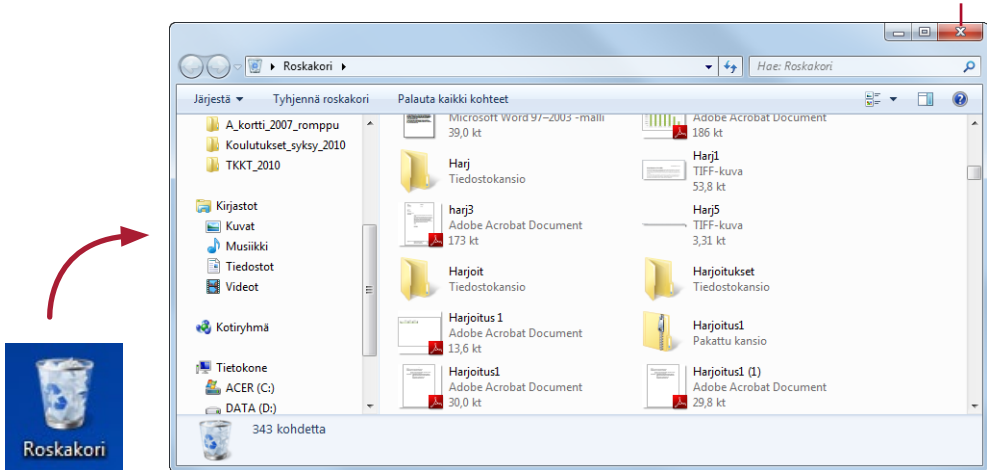 Roskakori
Hae: Roskakori
Järjestä
Tyhjennä roskakori
Palauta kaikki kohteet
A_kortti_2007_romppu
Koulutukset_syksy_2010
TKKT_2010
Kirjastot
Kuvat
Musiikki
Tiedostot
Videot
Kotiryhmä
Tietokone
ACER (C:)
DATA (D:)
Microsoft Word 97–2003 -malli
39,0 kt
Adobe Acrobat Document
186 kt
Harj
Tiedostokansio
Harj1
TIFF-kuva
53,8 kt
harj3
Adobe Acrobat Document
173 kt
Harj5
TIFF-kuva
3,31 kt
Harjoit
Tiedostokansio
Harjoitukset
Tiedostokansio
Harjoitus 1
Adobe Acrobat Document
13,6 kt
Harjoitus1
Pakattu kansio
Harjoitus1
Adobe Acrobat Document
30,0 kt
Harjoitus1 (1)
Adobe Acrobat Document
29,8 kt
343 kohdetta
Roskakori